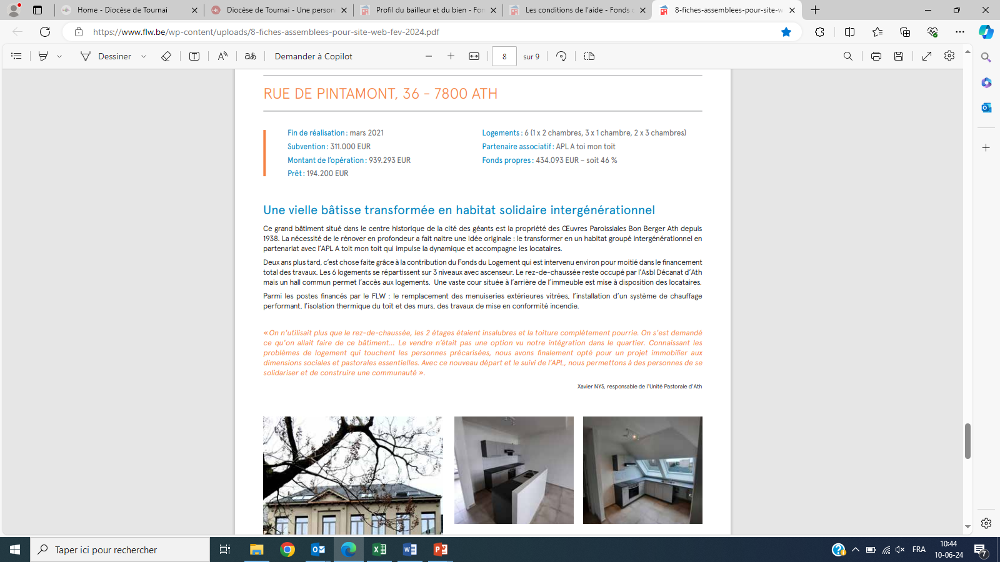 Home - Diocèse de Tournai
Diocèse de Tournai - Une person
Profil du bailleur et du bien - Fon
Les conditions de l'aide - Fonds d
8-fiches-assemblees-pour-site-w
https://www.flw.be/wp-content/uploads/8-fiches-assemblees-pour-site-web-fev-2024.pdf
Dessiner
aあ
Demander à Copilot
8
sur 9
RUE DE PINTAMONT, 36 - 7800 ATH
Fin de réalisation : mars 2021
Subvention : 311.000 EUR
Montant de l'opération : 939.293 EUR
Prêt : 194.200 EUR
Logements : 6 (1 x 2 chambres, 3 x 1 chambre, 2 x 3 chambres)
Partenaire associatif : APL A toi mon toit
Fonds propres : 434.093 EUR – soit 46 %
Une vielle bâtisse transformée en habitat solidaire intergénérationnel
Ce grand bâtiment situé dans le centre historique de la cité des géants est la propriété des Œuvres Paroissiales Bon Berger Ath depuis
1938. La nécessité de le rénover en profondeur a fait naitre une idée originale : le transformer en un habitat groupé intergénérationnel en
partenariat avec l'APL A toit mon toit qui impulse la dynamique et accompagne les locataires.
Deux ans plus tard, c'est chose faite grâce à la contribution du Fonds du Logement qui est intervenu environ pour moitié dans le financement
total des travaux. Les 6 logements se répartissent sur 3 niveaux avec ascenseur. Le rez-de-chaussée reste occupé par l'Asbl Décanat d'Ath
mais un hall commun permet l'accès aux logements. Une vaste cour située à l'arrière de l'immeuble est mise à disposition des locataires.
Parmi les postes financés par le FLW : le remplacement des menuiseries extérieures vitrées, l'installation d'un système de chauffage
performant, l'isolation thermique du toit et des murs, des travaux de mise en conformité incendie.
« On n'utilisait plus que le rez-de-chaussée, les 2 étages étaient insalubres et la toiture complètement pourrie. On s'est demandé
ce qu'on allait faire de ce bâtiment... Le vendre n'était pas une option vu notre intégration dans le quartier. Connaissant les
problèmes de logement qui touchent les personnes précarisées, nous avons finalement opté pour un projet immobilier aux
dimensions sociales et pastorales essentielles. Avec ce nouveau départ et le suivi de l'APL, nous permettons à des personnes de se
solidariser et de construire une communauté ».
Xavier NYS, responsable de l'Unité Pastorale d'Ath
Taper ici pour rechercher
FRA
10:44
10-06-24
7